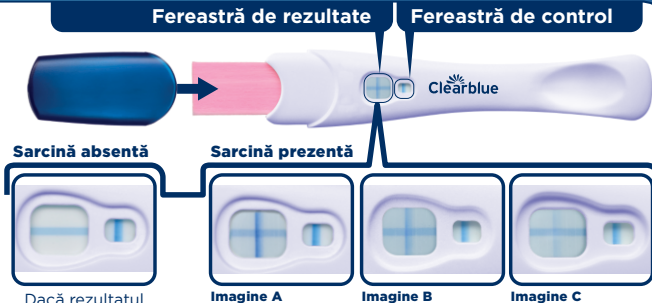 Fereastră de rezultate
Fereastră de control
Clearblue
Sarcină absentă
Sarcină prezentă
Dacă rezultatul
Imagine A
Imagine B
Imagine C